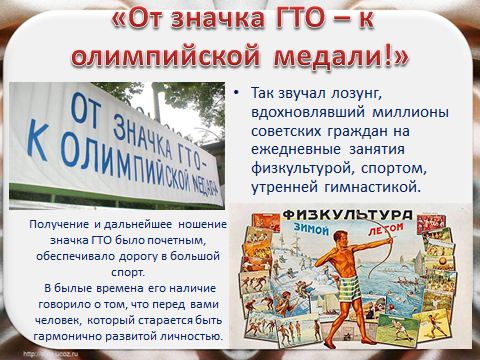 «От значка ГТО – к
олимпийской медали!»
ОТ ЗНАЧКА ГТО-
К ОЛИМПИЙСКОЙ МЕДАЛИ
• Так звучал лозунг,
вдохновлявший миллионы
советских граждан на
ежедневные занятия
физкультурой, спортом,
утренней гимнастикой.
Получение и дальнейшее ношение
значка ГТО было почетным,
обеспечивало дорогу в большой
спорт.
В былые времена его наличие
говорило о том, что перед вами
человек, который старается быть
гармонично развитой личностью.
ФИЗКУЛЬТУРА
ЗИМОЙ ЛЕТОМ